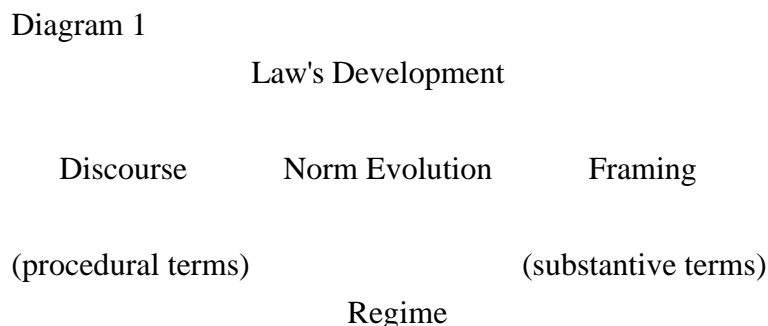 Diagram 1
Law's Development
Discourse Norm Evolution Framing
(procedural terms) (substantive terms)
Regime